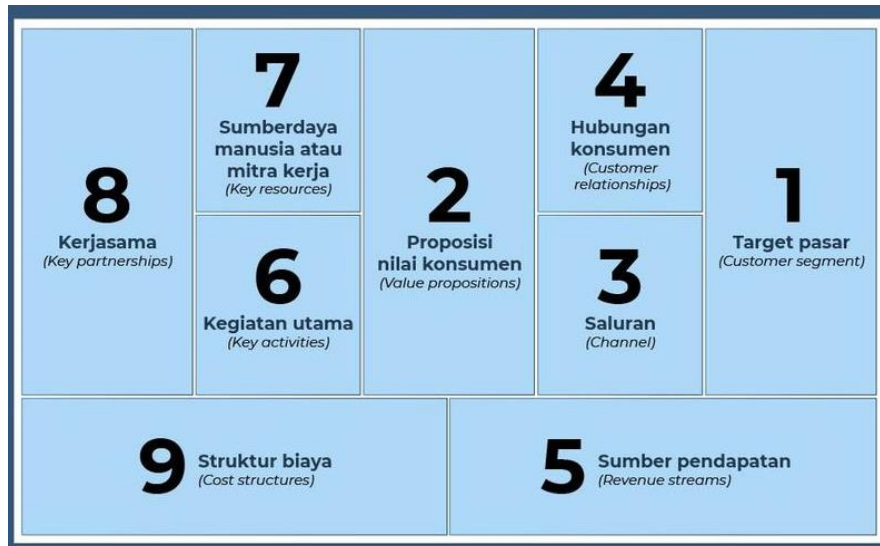 8
Kerjasama
(Key partnerships)
7
Sumberdaya
manusia atau
mitra kerja
(Key resources)
6
Kegiatan utama
(Key activities)
2
Proposisi
nilai konsumen
(Value propositions)
4
Hubungan
konsumen
(Customer
relationships)
3
Saluran
(Channel)
1
Target pasar
(Customer segment)
9
Struktur biaya
(Cost structures)
5
Sumber pendapatan
(Revenue streams)